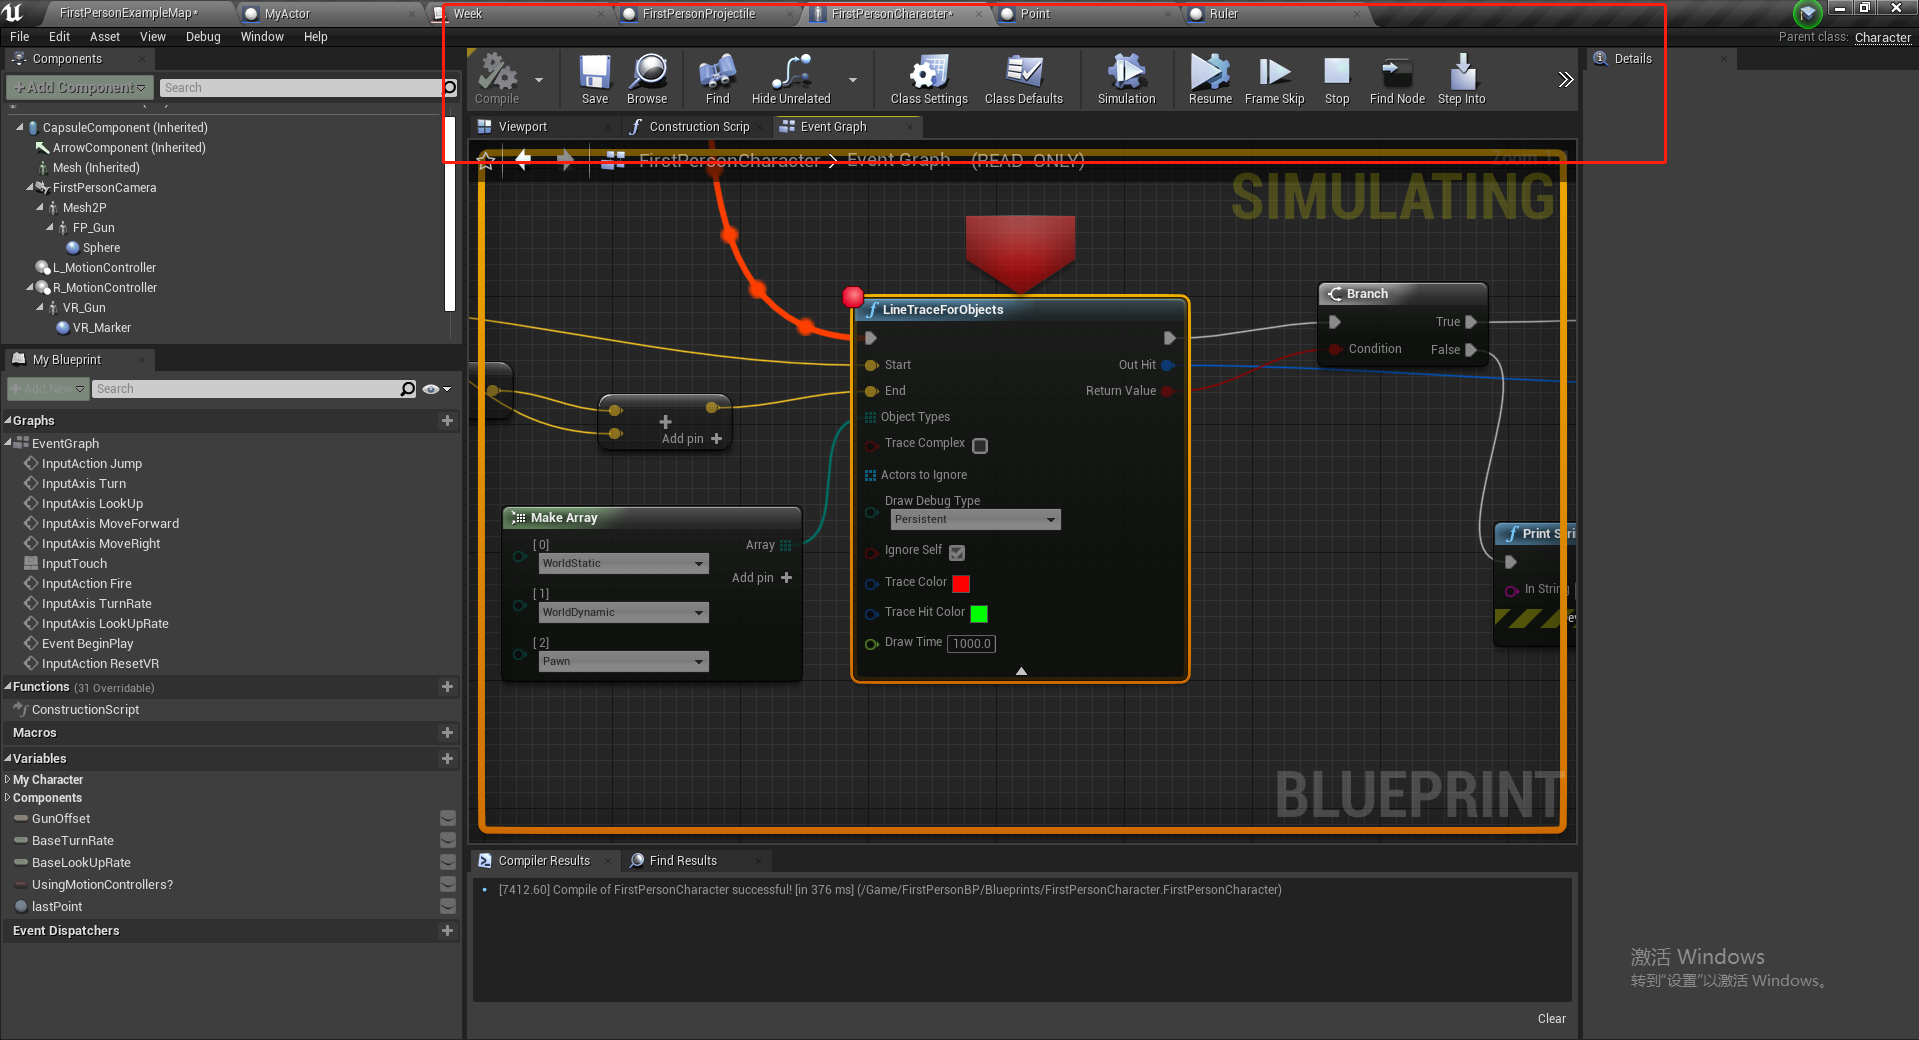 FirstPersonExampleMap*
MyActor
Week
FirstPersonProjectile
FirstPersonCharacter*
Point
Ruler
File Edit Asset View Debug Window Help
Parent class: Character
Components
+Add Component
Search
CapsuleComponent (Inherited)
ArrowComponent (Inherited)
Mesh (Inherited)
FirstPersonCamera
Mesh2P
FP_Gun
Sphere
L_MotionController
R_MotionController
VR_Gun
VR_Marker
Compile
Save
Browse
Find
Hide Unrelated
Class Settings
Class Defaults
Simulation
Resume
Frame Skip
Stop
Find Node
Step Into
Details
Viewport
Construction Scrip
Event Graph
FirstPersonCharacter > Event Graph (READ-ONLY)
SIMULATING
LineTraceForObjects
Start
End
Object Types
Trace Complex
Actors to Ignore
Draw Debug Type
Persistent
Ignore Self
Trace Color
Trace Hit Color
Draw Time 1000.0
Out Hit
Return Value
Branch
Condition
True
False
Add pin +
Make Array
[0]
WorldStatic
[1]
WorldDynamic
[2]
Pawn
Array
Add pin +
Print Stri
In String
BLUEPRINT
My Blueprint
+Add New
Search
Graphs
EventGraph
InputAction Jump
InputAxis Turn
InputAxis LookUp
InputAxis MoveForward
InputAxis MoveRight
InputTouch
InputAction Fire
InputAxis TurnRate
InputAxis LookUpRate
Event BeginPlay
InputAction ResetVR
Functions (31 Overridable)
ConstructionScript
Macros
Variables
My Character
Components
GunOffset
BaseTurnRate
BaseLookUpRate
UsingMotionControllers?
lastPoint
Event Dispatchers
Compiler Results
Find Results
[7412.60] Compile of FirstPersonCharacter successful! [in 376 ms] (/Game/FirstPersonBP/Blueprints/FirstPersonCharacter.FirstPersonCharacter)
Clear
激活 Windows
转到"设置"以激活 Windows。